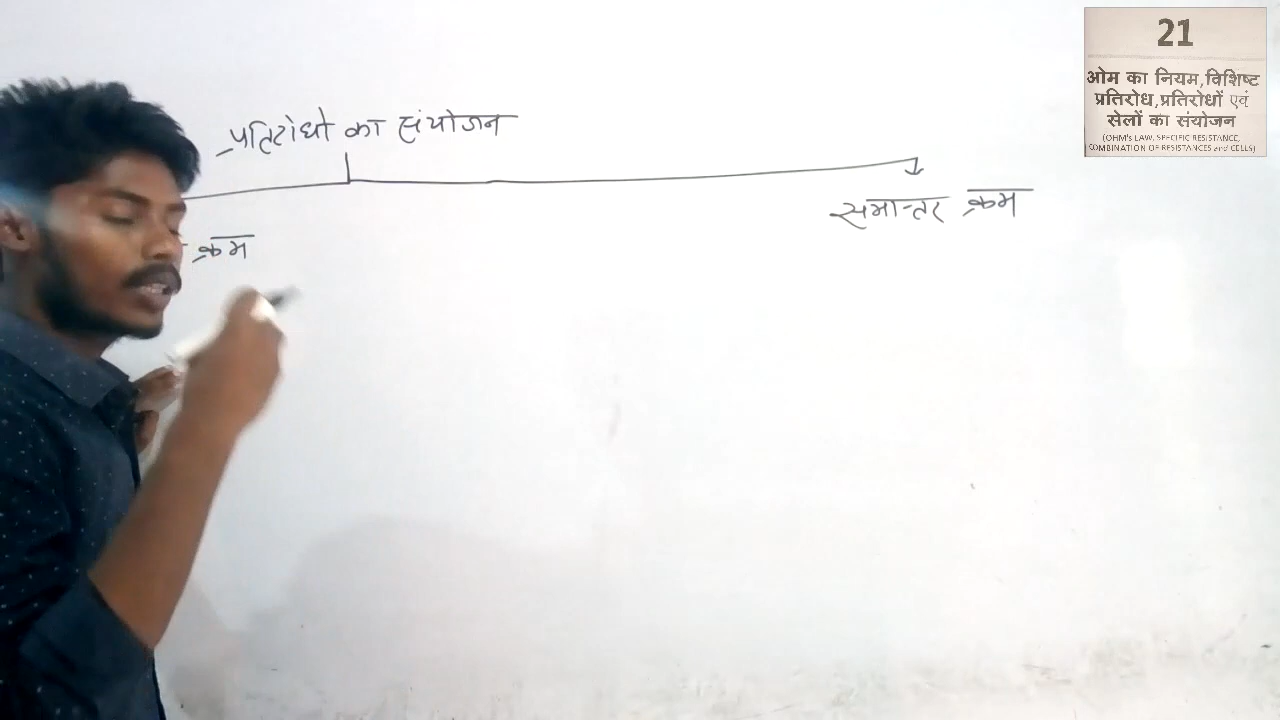 प्रतिरोधों का संयोजन
समान्तर क्रम
क्रम
21
ओम का नियम,विशिष्ट
प्रतिरोध,प्रतिरोधों एवं
सेलों का संयोजन
(OHM's LAW, SPECIFIC RESISTANCE,
COMBINATION OF RESISTANCES and CELLS)